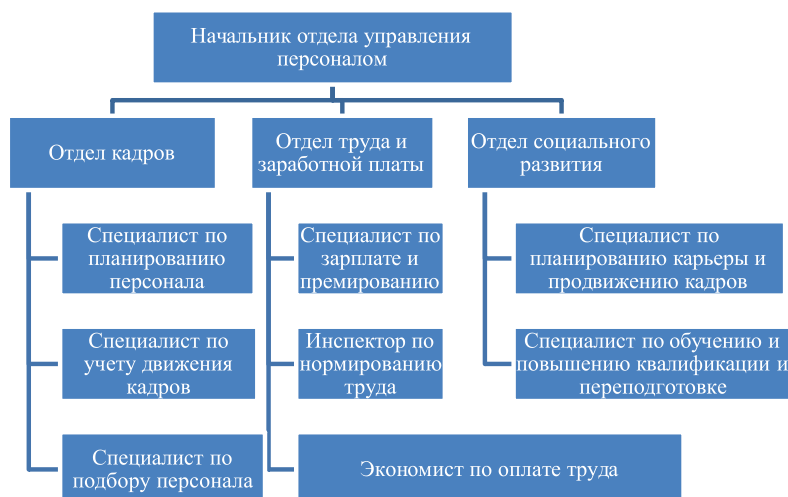 Начальник отдела управления
персоналом
Отдел кадров
Отдел труда и
заработной платы
Отдел социального
развития
Специалист по
планированию
персонала
Специалист по
зарплате и
премированию
Специалист по
планированию карьеры и
продвижению кадров
Специалист по
учету движения
кадров
Инспектор по
нормированию
труда
Специалист по обучению и
повышению квалификации и
переподготовке
Специалист по
подбору персонала
Экономист по оплате труда